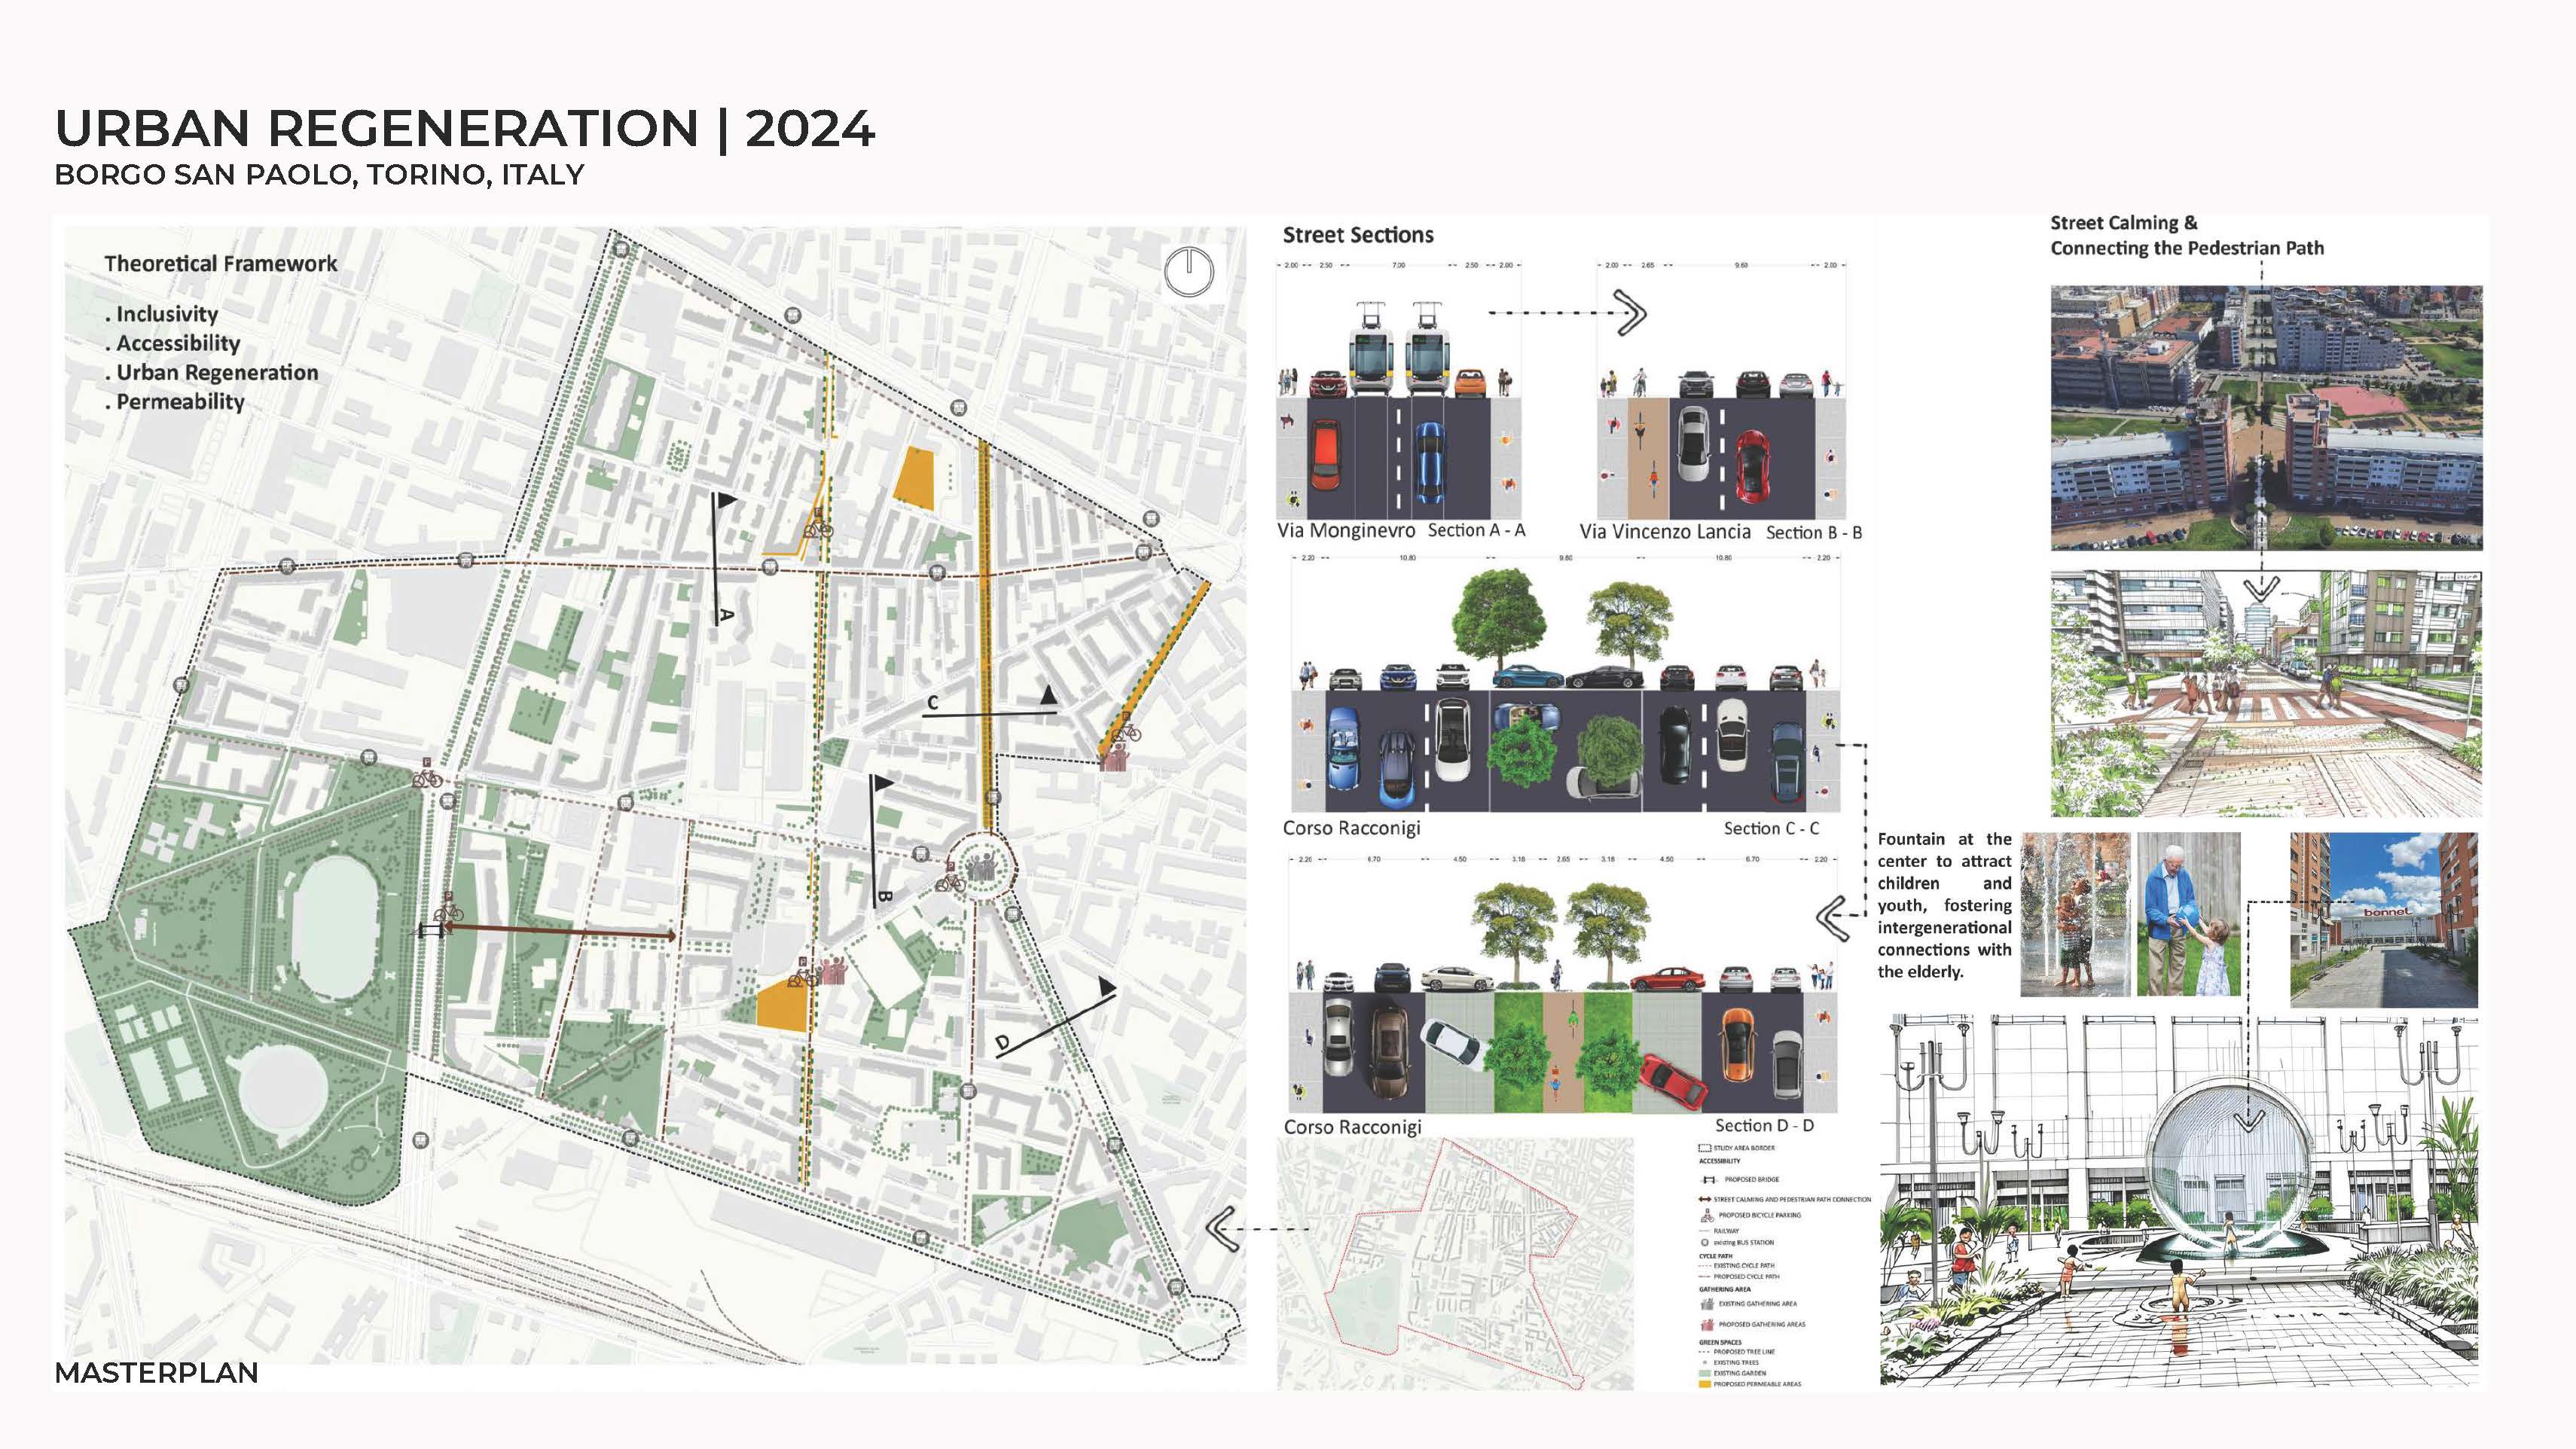 URBAN REGENERATION | 2024
BORGO SAN PAOLO, TORINO, ITALY
Theoretical Framework
. Inclusivity
. Accessibility
. Urban Regeneration
. Permeability
A
C
B
D
MASTERPLAN
Street Sections
2.00 2.50 7.00 2.50 2.00
2.00 2.65 9.60 2.00
Via Monginevro Section A - A
Via Vincenzo Lancia Section B - B
2.20 10.80 9.60 10.80 2.20
Corso Racconigi Section C - C
2.20 6.70 4.50 3.18 2.65 3.18 4.50 6.70 2.20
Corso Racconigi Section D - D
STUDY AREA BORDER
ACCESSIBILITY
PROPOSED BRIDGE
STREET CALMING AND PEDESTRIAN PATH CONNECTION
PROPOSED BICYCLE PARKING
RAILWAY
existing BUS STATION
CYCLE PATH
EXISTING CYCLE PATH
PROPOSED CYCLE PATH
GATHERING AREA
EXISTING GATHERING AREA
PROPOSED GATHERING AREAS
GREEN SPACES
PROPOSED TREE LINE
EXISTING TREES
EXISTING GARDEN
PROPOSED PERMEABLE AREAS
Street Calming &
Connecting the Pedestrian Path
Fountain at the
center to attract
children and
youth, fostering
intergenerational
connections with
the elderly.
bonnet